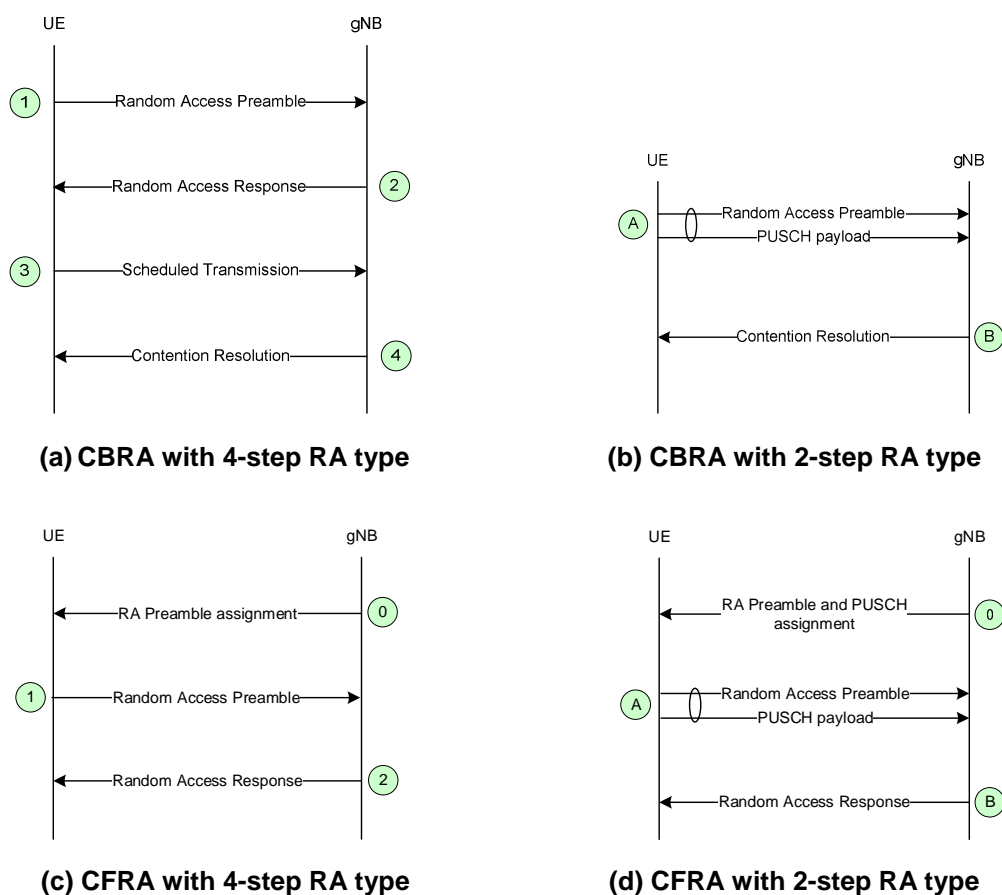 UE
gNB
1
Random Access Preamble
Random Access Response
2
3
Scheduled Transmission
Contention Resolution
4
(a) CBRA with 4-step RA type
UE
gNB
A
Random Access Preamble
PUSCH payload
Contention Resolution
B
(b) CBRA with 2-step RA type
UE
gNB
RA Preamble assignment
0
1
Random Access Preamble
Random Access Response
2
(c) CFRA with 4-step RA type
UE
gNB
RA Preamble and PUSCH
assignment
0
A
Random Access Preamble
PUSCH payload
Random Access Response
B
(d) CFRA with 2-step RA type